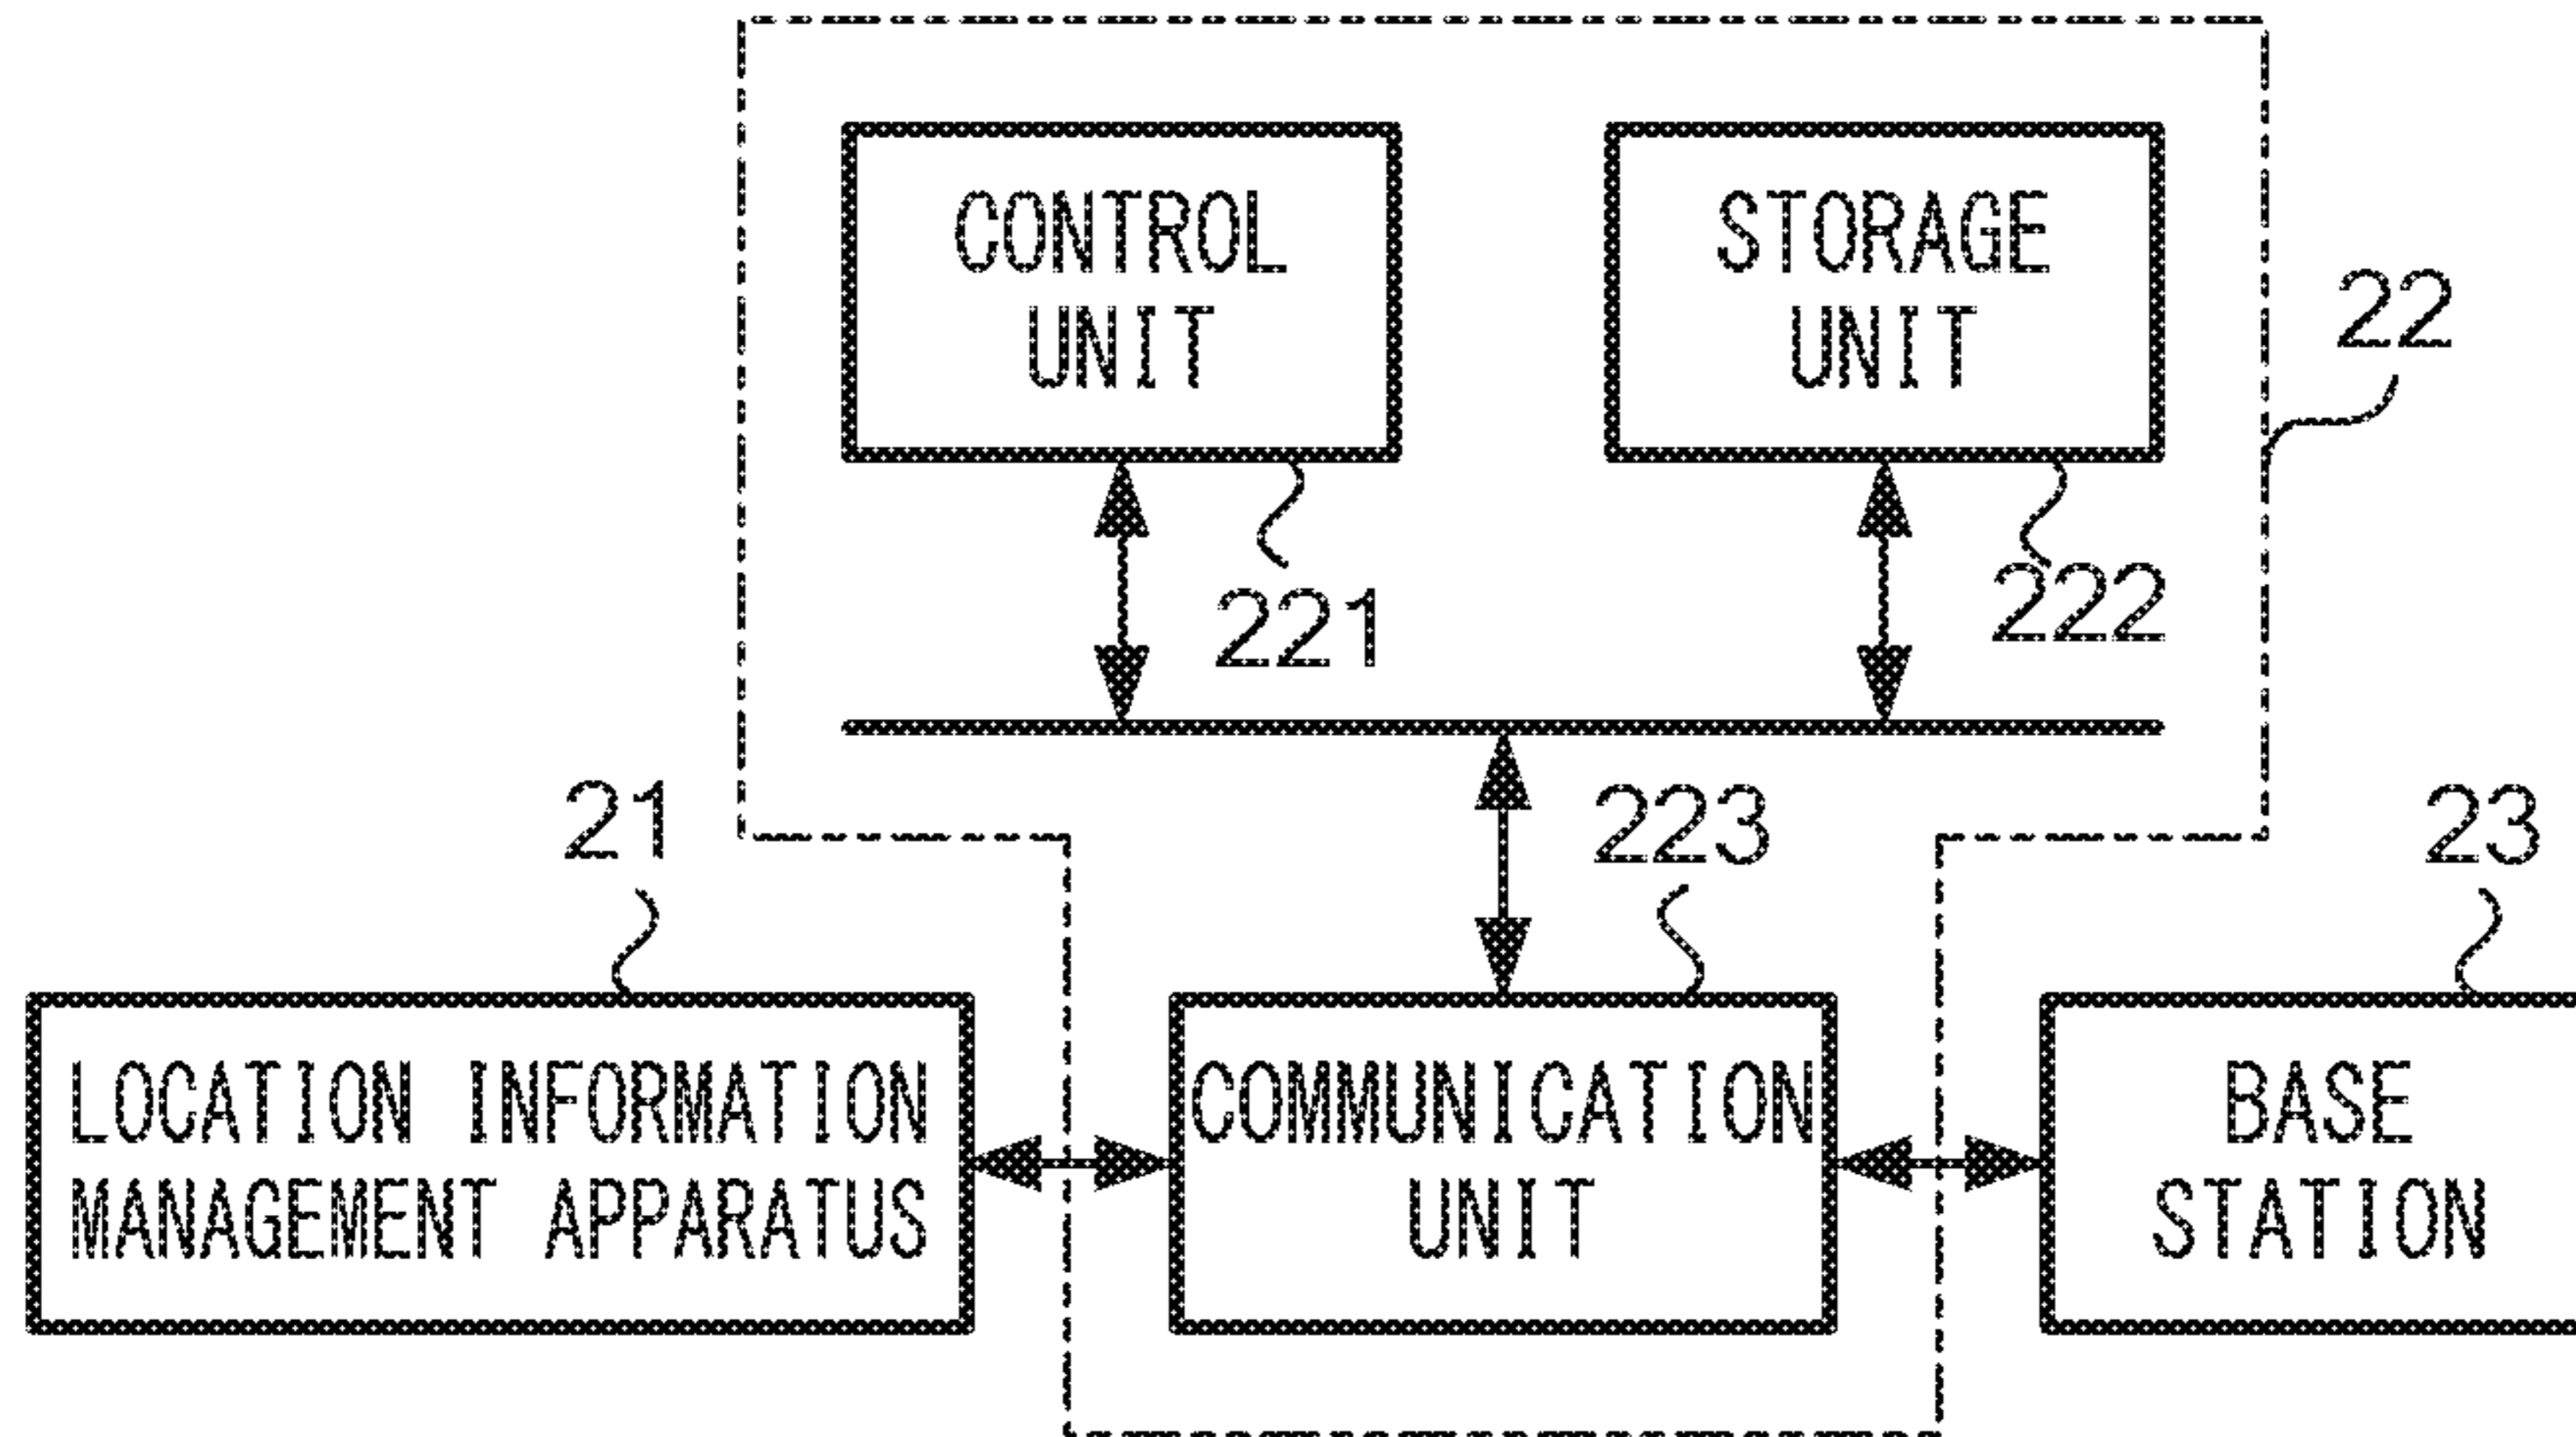 CONTROL
UNIT
STORAGE
UNIT
22
221
222
21
223
23
LOCATION INFORMATION
MANAGEMENT APPARATUS
COMMUNICATION
UNIT
BASE
STATION